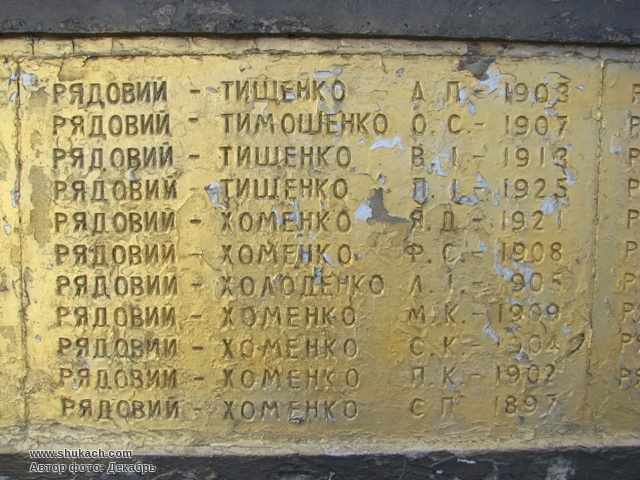 РЯДОВИЙ - ТИЩЕНКО А.П.- 1903
РЯДОВИЙ - ТИМОШЕНКО О.С.- 1907
РЯДОВИЙ - ТИЩЕНКО В.І.- 1913
РЯДОВИЙ - ТИЩЕНКО П.І.- 1925
РЯДОВИЙ - ХОМЕНКО Я.Д.- 1921
РЯДОВИЙ - ХОМЕНКО Ф.С.- 1908
РЯДОВИЙ - ХОЛОДЕНКО Л.І.- 1905
РЯДОВИЙ - ХОМЕНКО М.К.- 1909
РЯДОВИЙ - ХОМЕНКО С.К.- 1904
РЯДОВИЙ - ХОМЕНКО П.К.- 1902
РЯДОВИЙ - ХОМЕНКО С.П. 1897
www.shukach.com
Автор фото: Декабрь